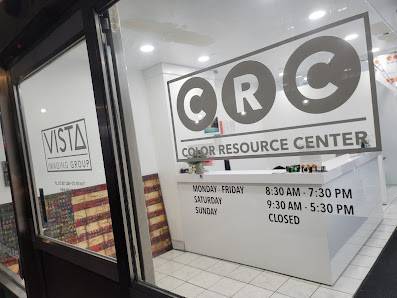 CRC
COLOR RESOURCE CENTER
VISTA
IMAGING GROUP
MONDAY - FRIDAY 8:30 AM - 7:30 PM
SATURDAY 9:30 AM - 5:30 PM
SUNDAY CLOSED